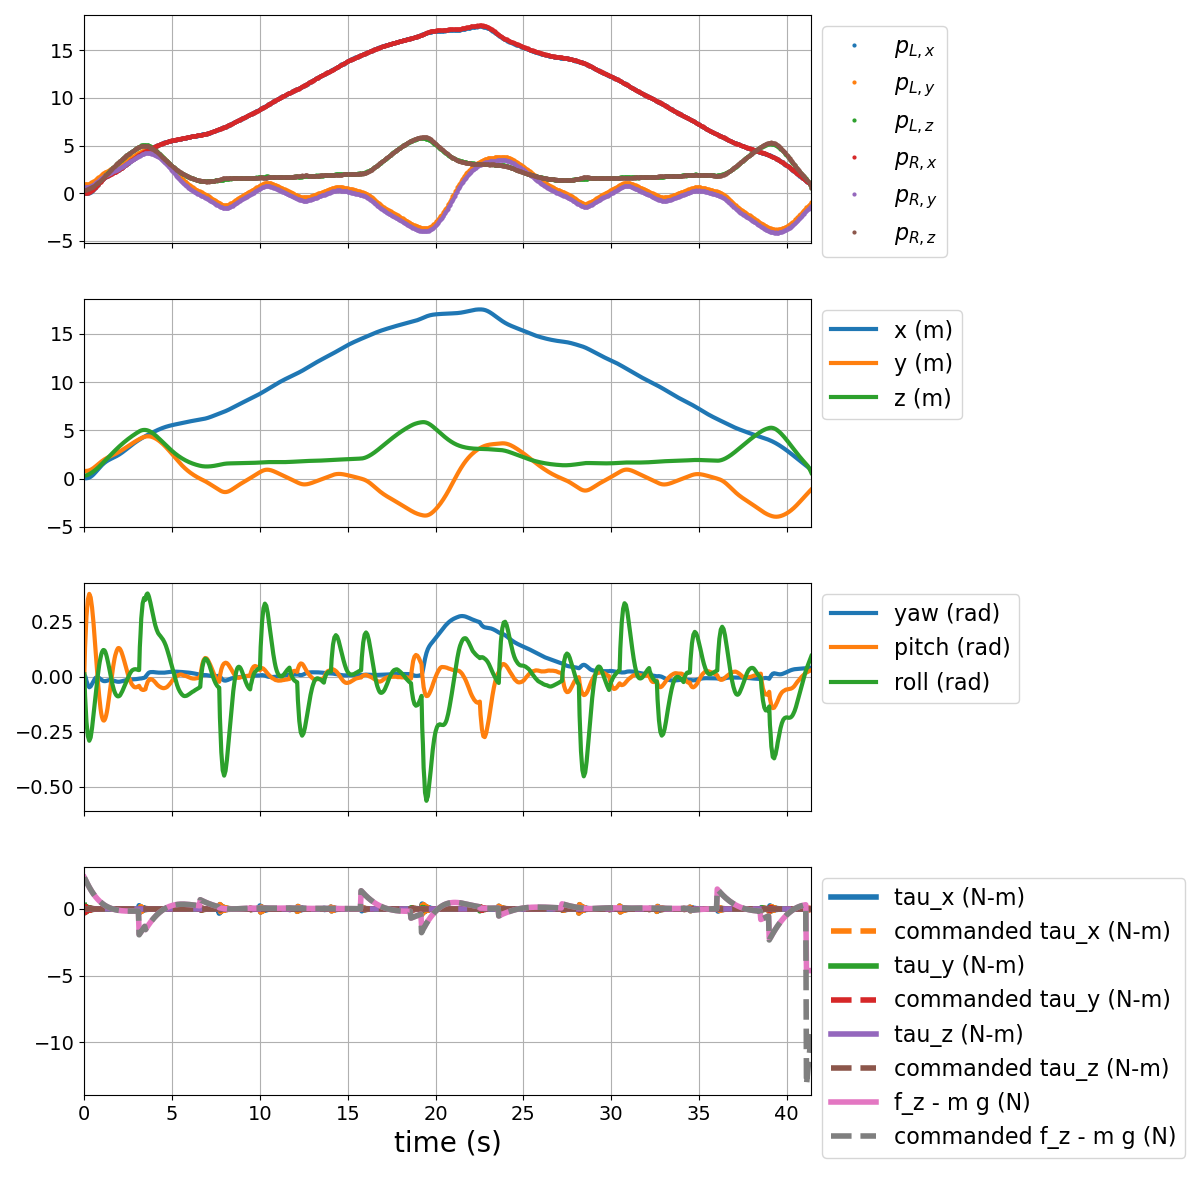 15
10
5
0
−5
p_{L,x}
p_{L,y}
p_{L,z}
p_{R,x}
p_{R,y}
p_{R,z}
15
10
5
0
−5
x (m)
y (m)
z (m)
0.25
0.00
−0.25
−0.50
yaw (rad)
pitch (rad)
roll (rad)
0
−5
−10
0 5 10 15 20 25 30 35 40
time (s)
tau_x (N-m)
commanded tau_x (N-m)
tau_y (N-m)
commanded tau_y (N-m)
tau_z (N-m)
commanded tau_z (N-m)
f_z - m g (N)
commanded f_z - m g (N)